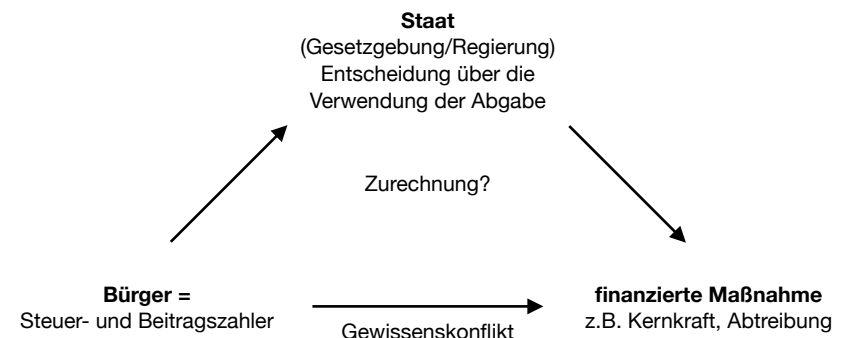 Staat
(Gesetzgebung/Regierung)
Entscheidung über die
Verwendung der Abgabe
Zurechnung?
Bürger =
Steuer- und Beitragszahler
Gewissenskonflikt
finanzierte Maßnahme
z.B. Kernkraft, Abtreibung